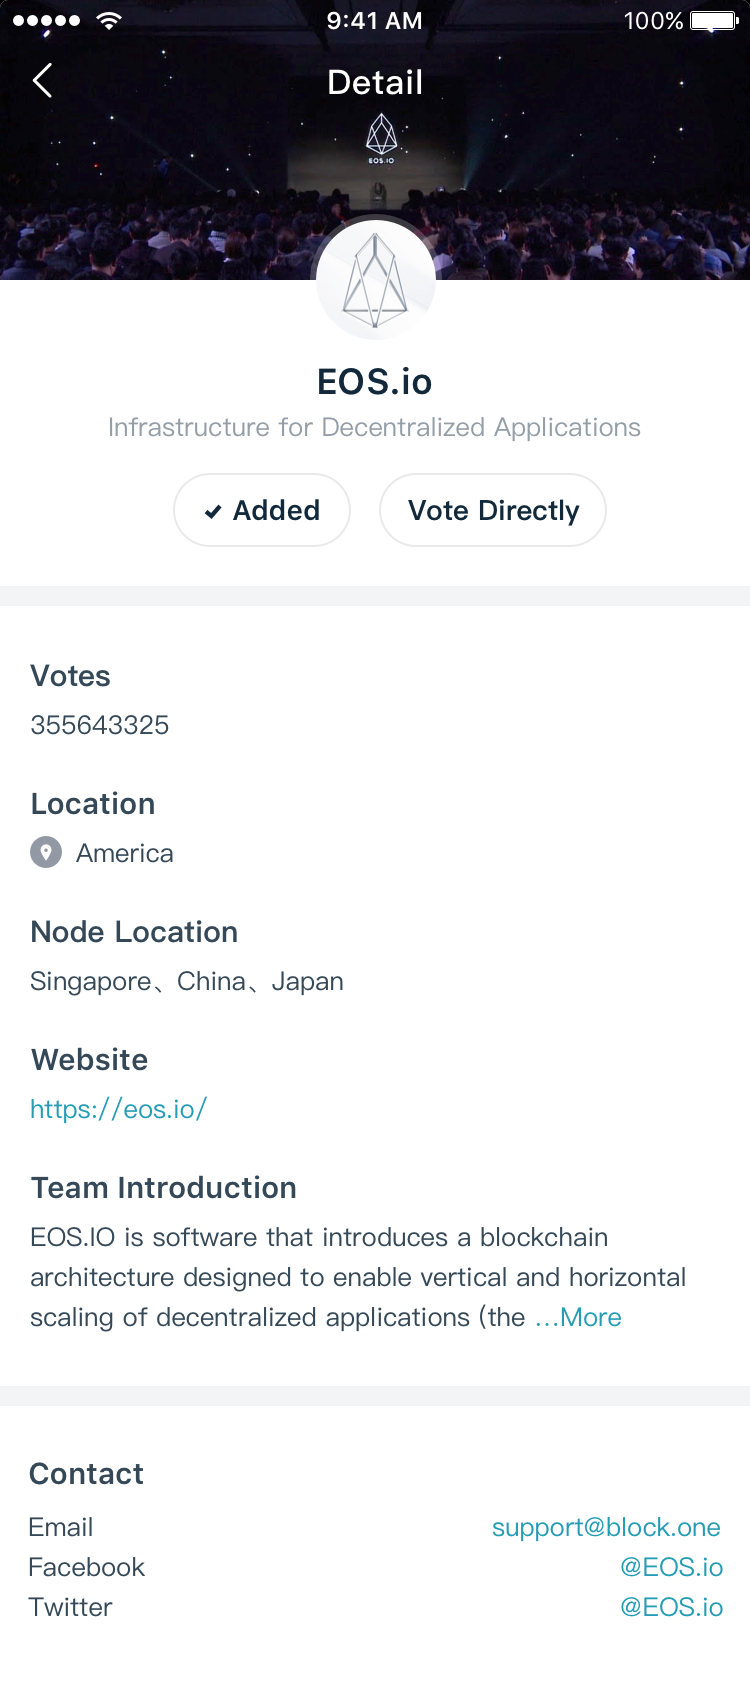 9:41 AM
100%
Detail
EOS.IO
EOS.io
Infrastructure for Decentralized Applications
Added
Vote Directly
Votes
355643325
Location
America
Node Location
Singapore、China、Japan
Website
https://eos.io/
Team Introduction
EOS.IO is software that introduces a blockchain
architecture designed to enable vertical and horizontal
scaling of decentralized applications (the ...More
Contact
Email support@block.one
Facebook @EOS.io
Twitter @EOS.io